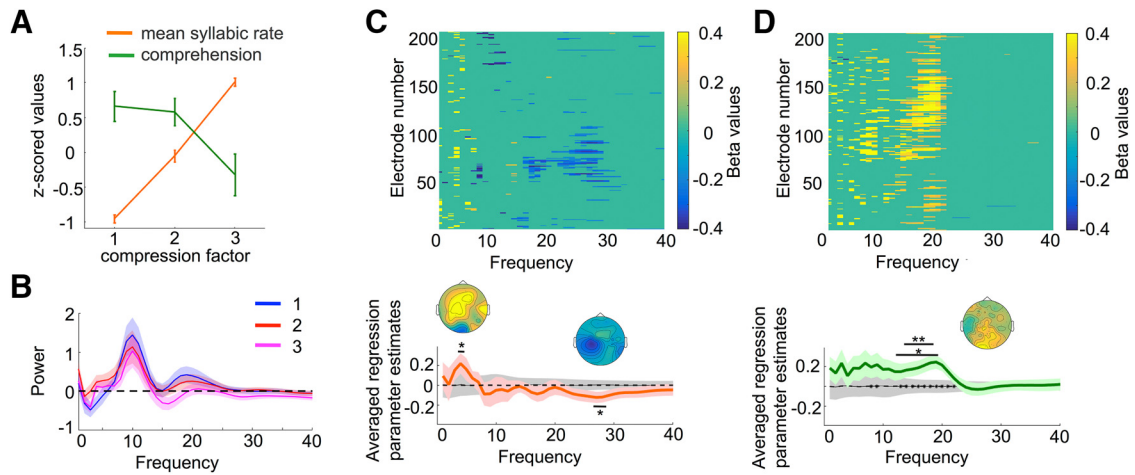 A
mean syllabic rate
comprehension
z-scored values
1.5
1
0.5
0
-0.5
-1
1 2 3
compression factor
B
1
2
3
Power
2
1
0
-1
0 10 20 30 40
Frequency
C
Electrode number
200
150
100
50
0 10 20 30 40
Frequency
0.4
0.2
0
-0.2
-0.4
Beta values
Averaged regression
parameter estimates
0.2
0
-0.2
*
*
0 10 20 30 40
Frequency
D
Electrode number
200
150
100
50
0 10 20 30 40
Frequency
0.4
0.2
0
-0.2
-0.4
Beta values
Averaged regression
parameter estimates
0.2
0
-0.2
**
*
0 10 20 30 40
Frequency